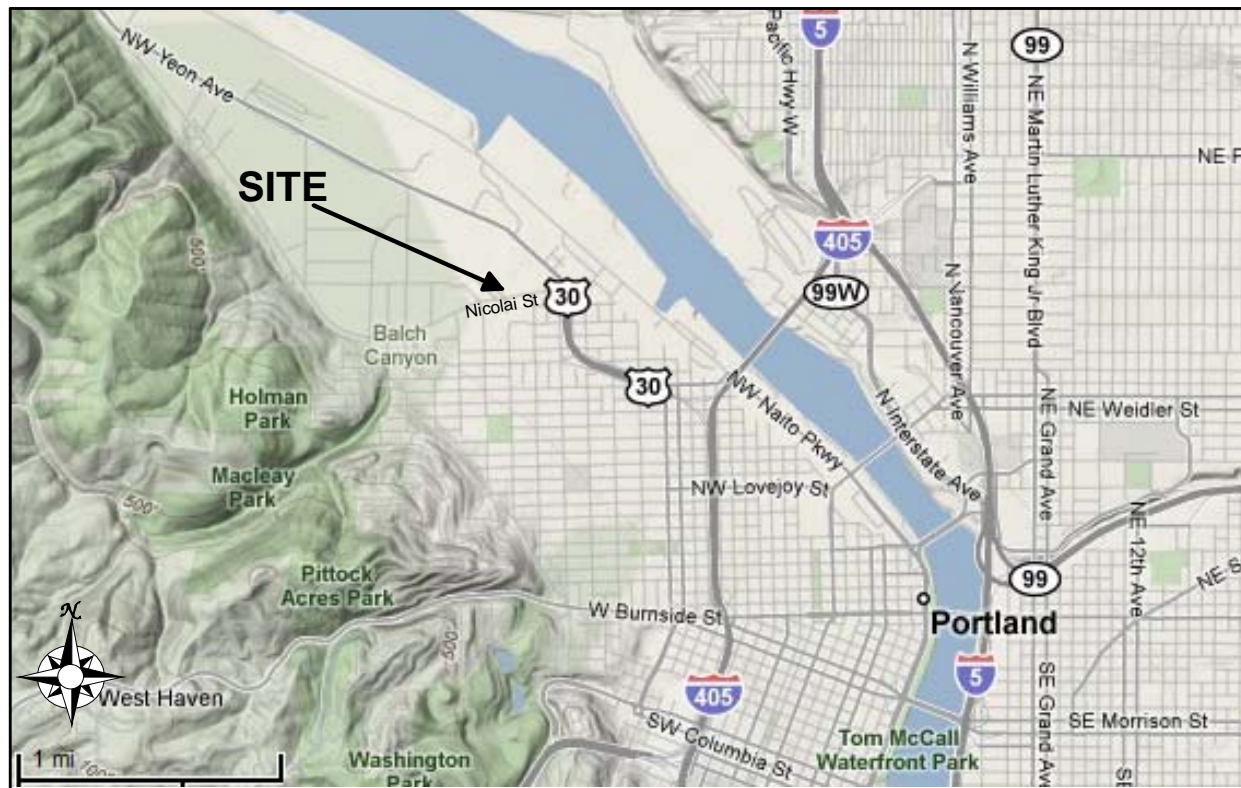 NW Yeon Ave
5
Pacific Hwy W
N Williams Ave
99
NE Martin Luther King Jr Blvd
NE
SITE
500'
405
99W
N Vancouver Ave
Nicolai St
30
Balch
Canyon
30
Holman
Park
NW Naito Pkwy
N Interstate Ave
NE Grand Ave
NE Weidler St
Macleay
Park
500'
NW Lovejoy St
NE 12th Ave
Pittock
Acres Park
99
NE S
N
W Burnside St
Portland
500'
West Haven
405
5
SE Grand Ave
SW Columbia St
SE Morrison St
Tom McCall
Waterfront Park
1 mi
Washington
Park
SE